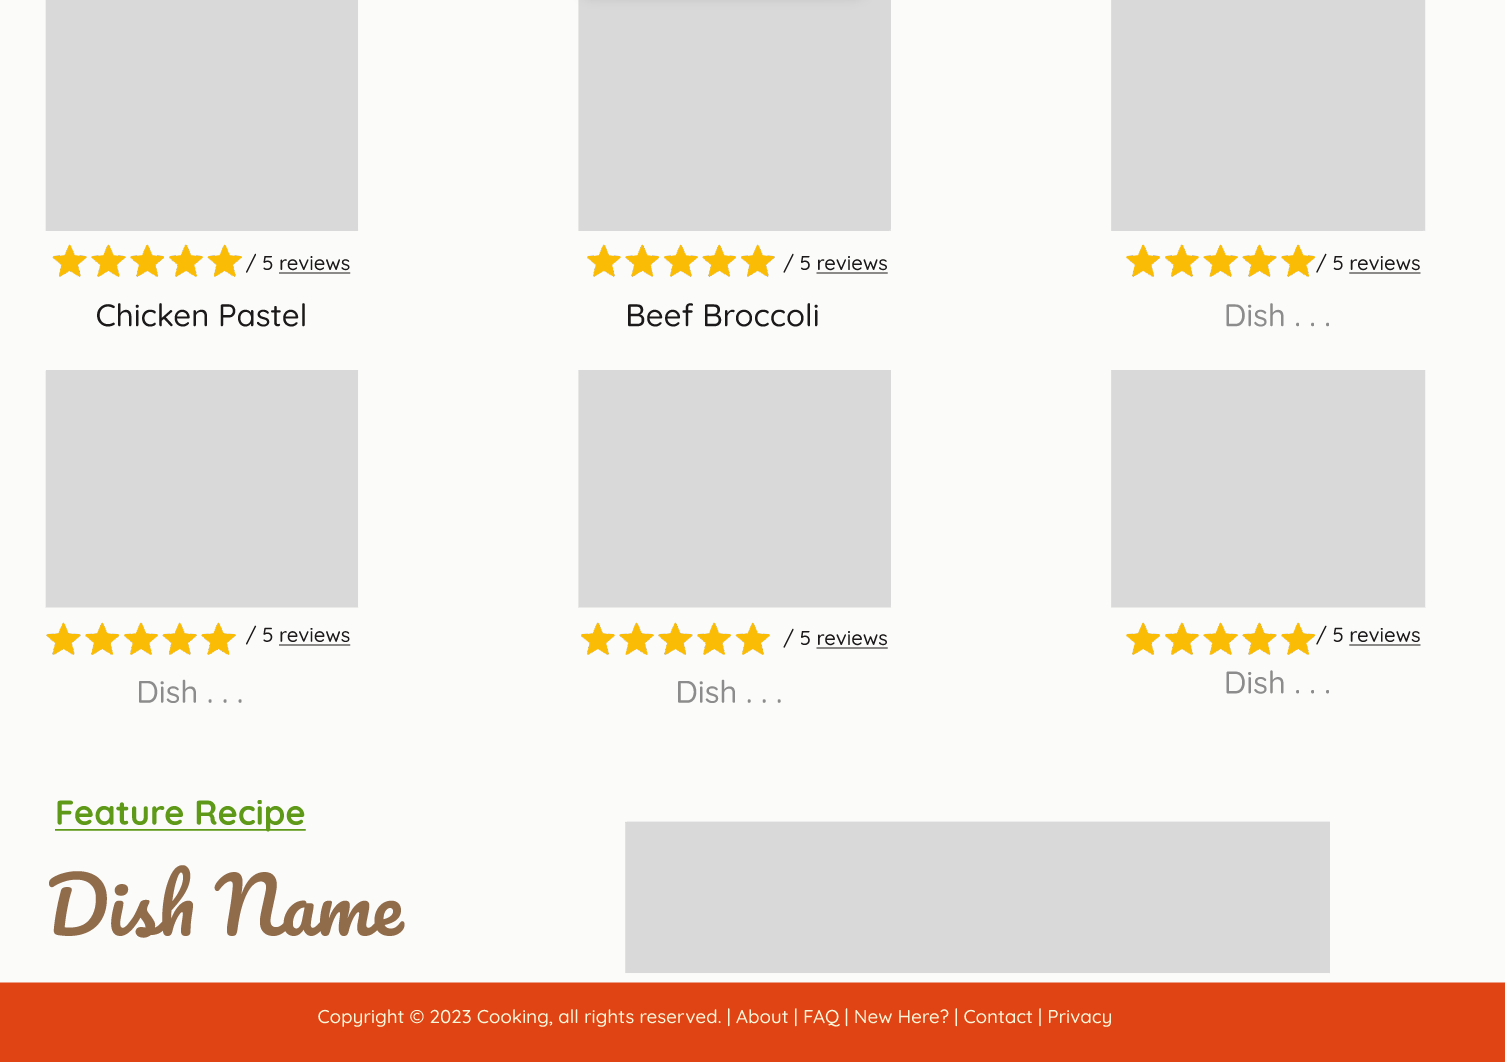 / 5 reviews
/ 5 reviews
/ 5 reviews
Chicken Pastel
Beef Broccoli
Dish . . .
/ 5 reviews
/ 5 reviews
/ 5 reviews
Dish . . .
Dish . . .
Dish . . .
Feature Recipe
Dish Name
Copyright © 2023 Cooking, all rights reserved. | About | FAQ | New Here? | Contact | Privacy